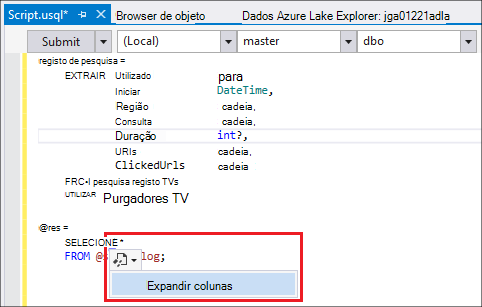 Script.usql* Browser de objeto Dados Azure Lake Explorer: jga01221adla
Submit (Local) master dbo
registo de pesquisa =
EXTRAIR Utilizado para
Iniciar DateTime,
Região cadeia,
Consulta cadeia,
Duração int?,
URIs cadeia,
ClickedUrls cadeia
FRC-I pesquisa registo TVs
UTILIZAR Purgadores TV
@res =
SELECIONE *
FROM @s log;
Expandir colunas